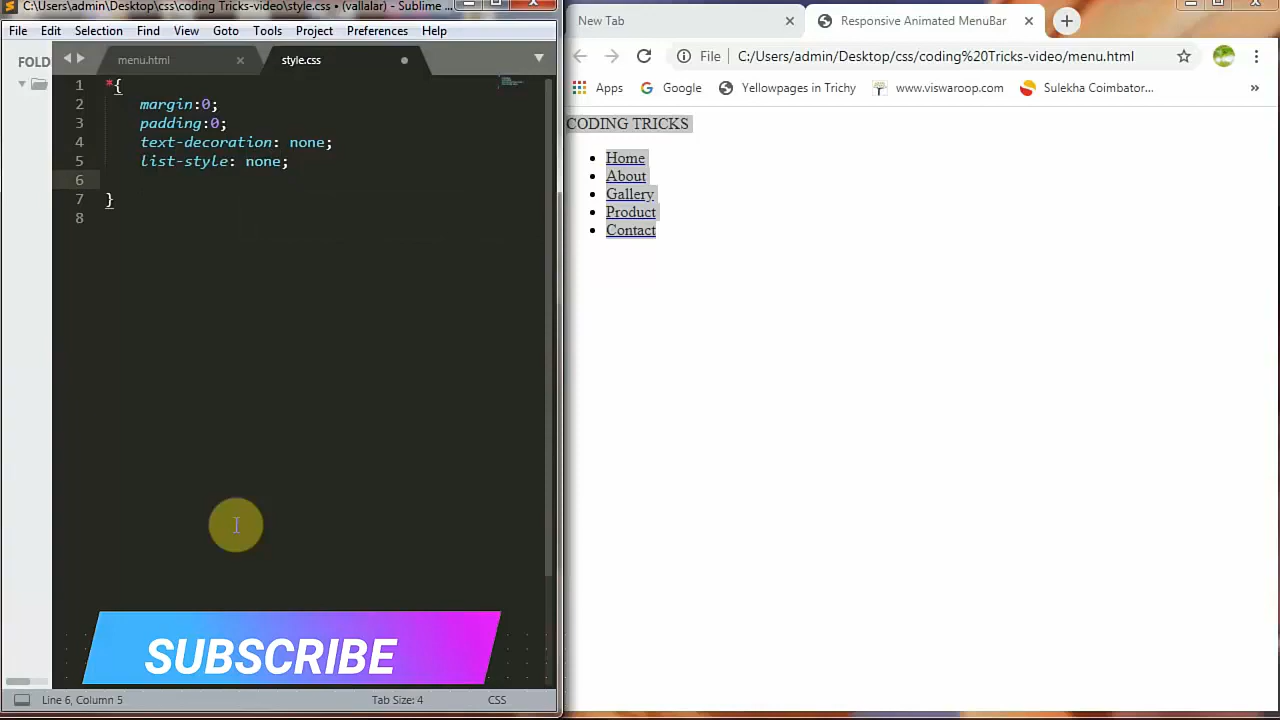 C:\Users\admin\Desktop\css\coding Tricks-video\style.css • (vallalar) - Sublime ...
File Edit Selection Find View Goto Tools Project Preferences Help
FOLD
menu.html
style.css
1 *{
2 margin:0;
3 padding:0;
4 text-decoration: none;
5 list-style: none;
6
7 }
8
SUBSCRIBE
Line 6, Column 5
Tab Size: 4
CSS
New Tab
Responsive Animated MenuBar
File
C:/Users/admin/Desktop/css/coding%20Tricks-video/menu.html
Apps
Google
Yellowpages in Trichy
www.viswaroop.com
Sulekha Coimbator...
CODING TRICKS
Home
About
Gallery
Product
Contact